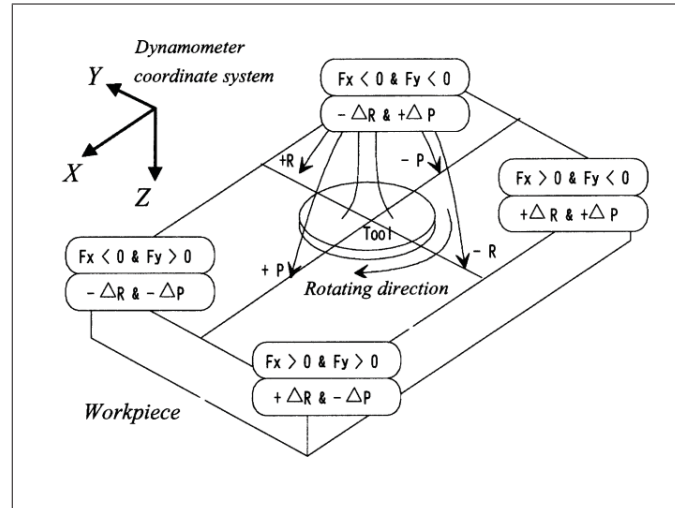 Dynamometer
coordinate system
Y
X
Z
Fx < 0 & Fy < 0
- △R & +△P
+R
- P
Fx > 0 & Fy < 0
+△R & +△P
Tool
- R
Fx < 0 & Fy > 0
- △R & - △P
+ P
Rotating direction
Fx > 0 & Fy > 0
+ △R & - △P
Workpiece